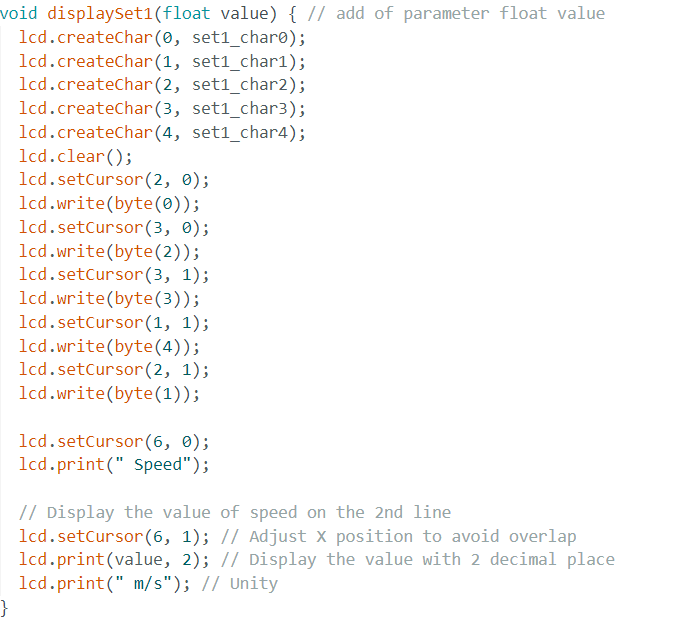 void displaySet1(float value) { // add of parameter float value
  lcd.createChar(0, set1_char0);
  lcd.createChar(1, set1_char1);
  lcd.createChar(2, set1_char2);
  lcd.createChar(3, set1_char3);
  lcd.createChar(4, set1_char4);
  lcd.clear();
  lcd.setCursor(2, 0);
  lcd.write(byte(0));
  lcd.setCursor(3, 0);
  lcd.write(byte(2));
  lcd.setCursor(3, 1);
  lcd.write(byte(3));
  lcd.setCursor(1, 1);
  lcd.write(byte(4));
  lcd.setCursor(2, 1);
  lcd.write(byte(1));

  lcd.setCursor(6, 0);
  lcd.print(" Speed");

  // Display the value of speed on the 2nd line
  lcd.setCursor(6, 1); // Adjust X position to avoid overlap
  lcd.print(value, 2); // Display the value with 2 decimal place
  lcd.print(" m/s"); // Unity
}